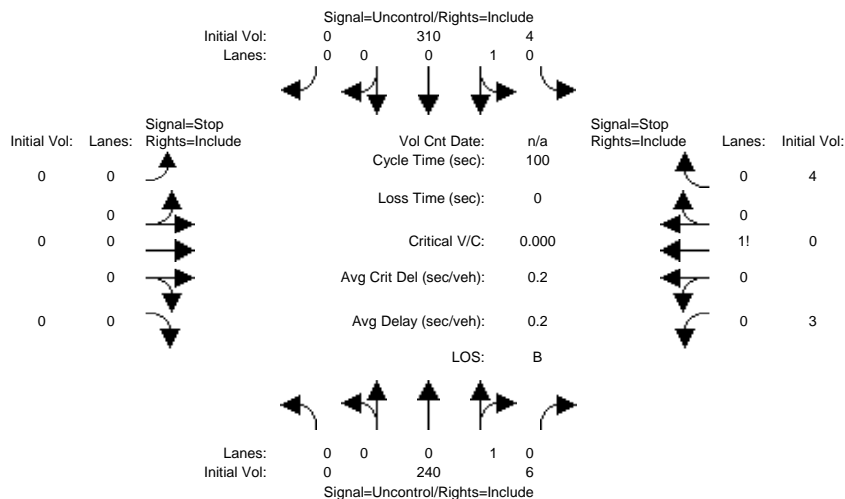 Signal=Uncontrol/Rights=Include
Initial Vol: 0 310 4
Lanes: 0 0 0 1 0
Signal=Stop Signal=Stop
Initial Vol: Lanes: Rights=Include Vol Cnt Date: n/a Rights=Include Lanes: Initial Vol:
Cycle Time (sec): 100
0 0 0 4
Loss Time (sec): 0
0 0
0 0 Critical V/C: 0.000 1! 0
0 Avg Crit Del (sec/veh): 0.2 0
0 0 Avg Delay (sec/veh): 0.2 0 3
LOS: B
Lanes: 0 0 0 1 0
Initial Vol: 0 240 6
Signal=Uncontrol/Rights=Include